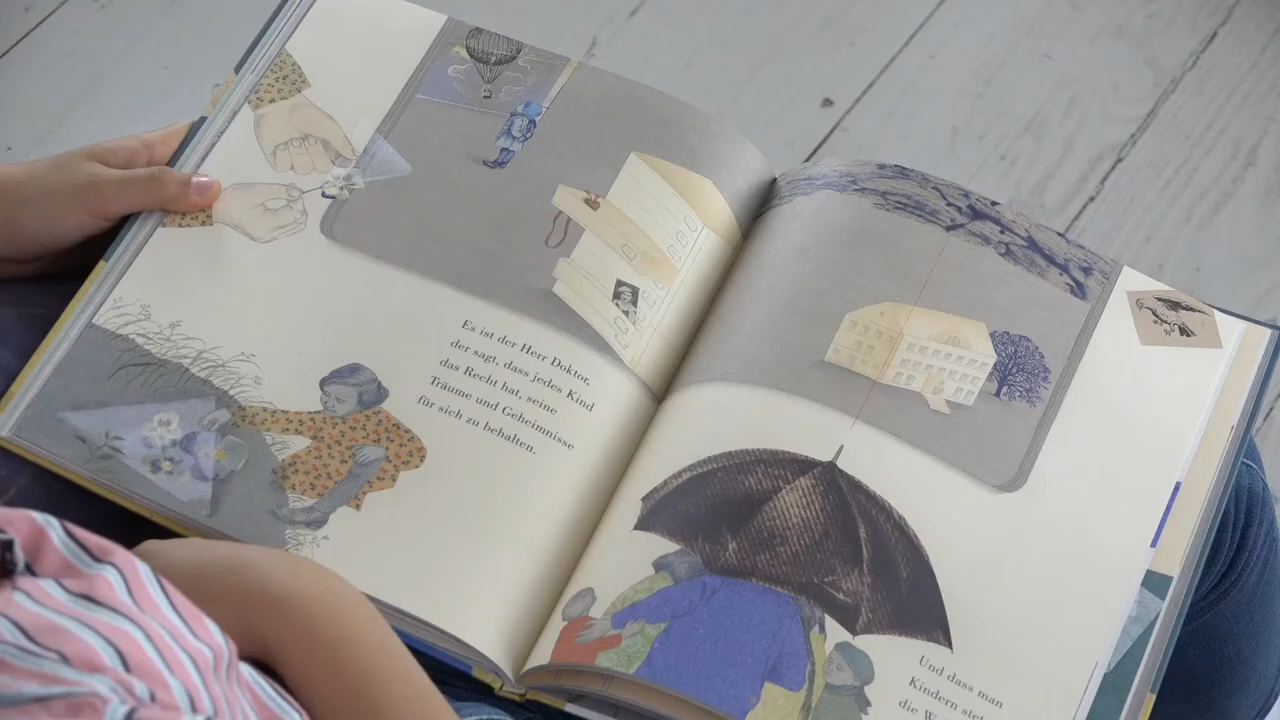 Es ist der Herr Doktor,
der sagt, dass jedes Kind
das Recht hat, seine
Träume und Geheimnisse
für sich zu behalten.
Und dass man
Kindern
die